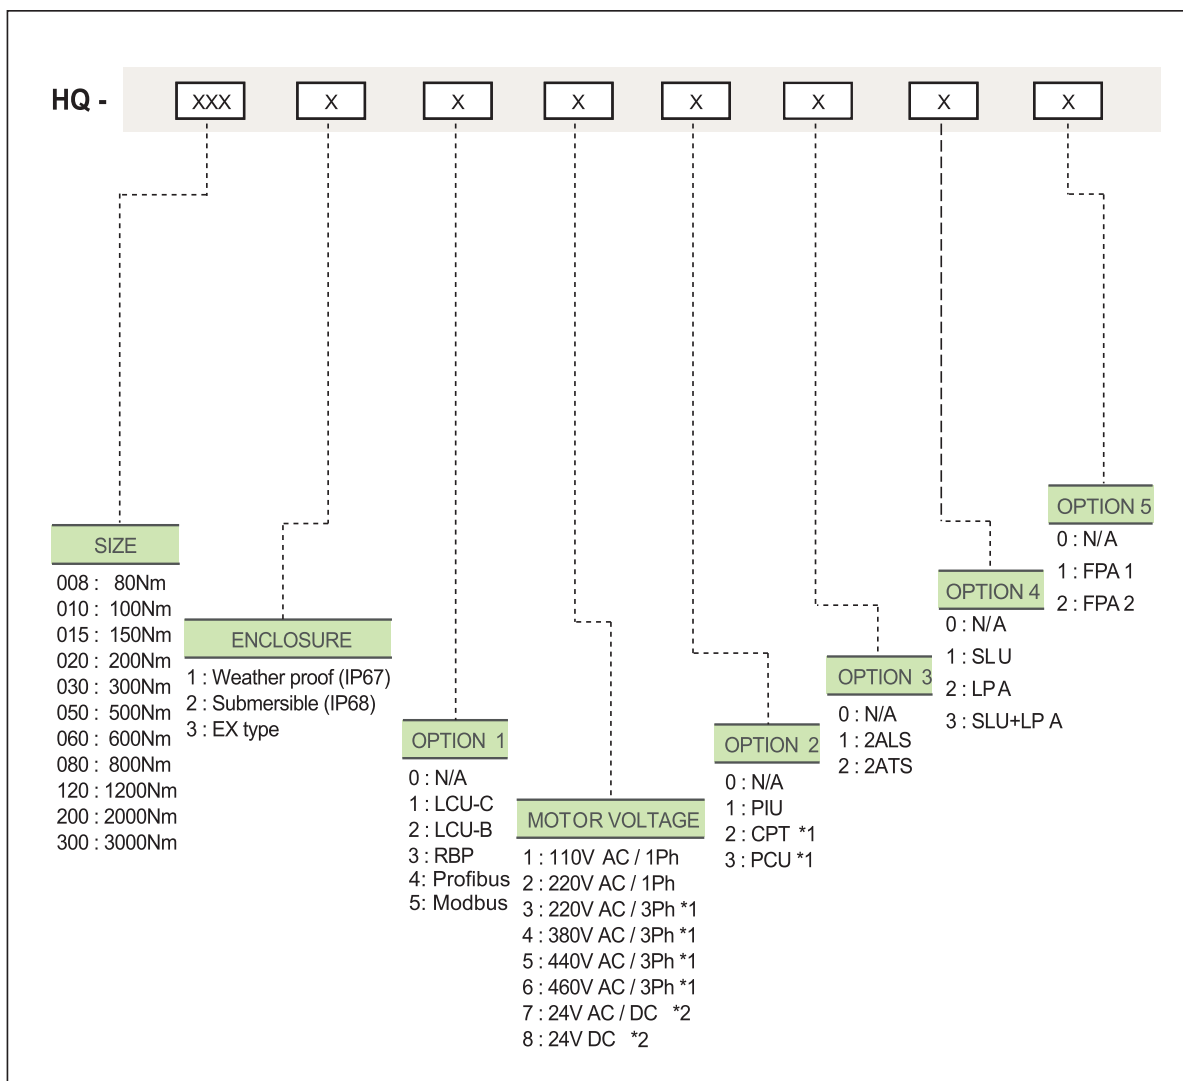 HQ - XXX X X X X X X X
SIZE
008 : 80Nm
010 : 100Nm
015 : 150Nm
020 : 200Nm
030 : 300Nm
050 : 500Nm
060 : 600Nm
080 : 800Nm
120 : 1200Nm
200 : 2000Nm
300 : 3000Nm
ENCLOSURE
1 : Weather proof (IP67)
2 : Submersible (IP68)
3 : EX type
OPTION 1
0 : N/A
1 : LCU-C
2 : LCU-B
3 : RBP
4: Profibus
5: Modbus
MOTOR VOLTAGE
1 : 110V AC / 1Ph
2 : 220V AC / 1Ph
3 : 220V AC / 3Ph *1
4 : 380V AC / 3Ph *1
5 : 440V AC / 3Ph *1
6 : 460V AC / 3Ph *1
7 : 24V AC / DC *2
8 : 24V DC *2
OPTION 2
0 : N/A
1 : PIU
2 : CPT *1
3 : PCU *1
OPTION 3
0 : N/A
1 : 2ALS
2 : 2ATS
OPTION 4
0 : N/A
1 : SLU
2 : LPA
3 : SLU+LP A
OPTION 5
0 : N/A
1 : FPA 1
2 : FPA 2